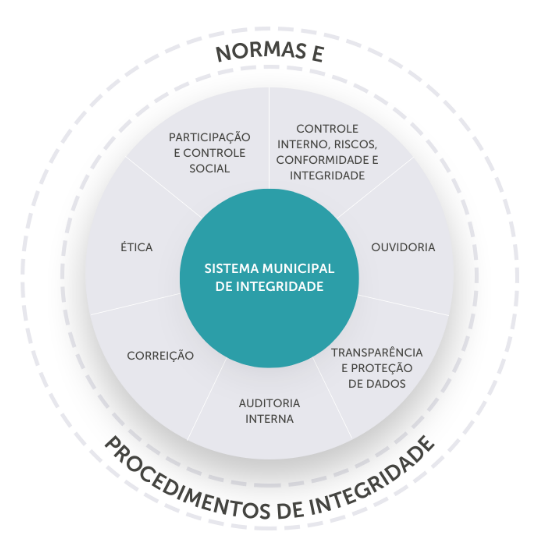 NORMAS E
PARTICIPAÇÃO
E CONTROLE
SOCIAL
CONTROLE
INTERNO, RISCOS,
CONFORMIDADE E
INTEGRIDADE
ÉTICA
OUVIDORIA
SISTEMA MUNICIPAL
DE INTEGRIDADE
CORREIÇÃO
TRANSPARÊNCIA
E PROTEÇÃO
DE DADOS
AUDITORIA
INTERNA
PROCEDIMENTOS DE INTEGRIDADE